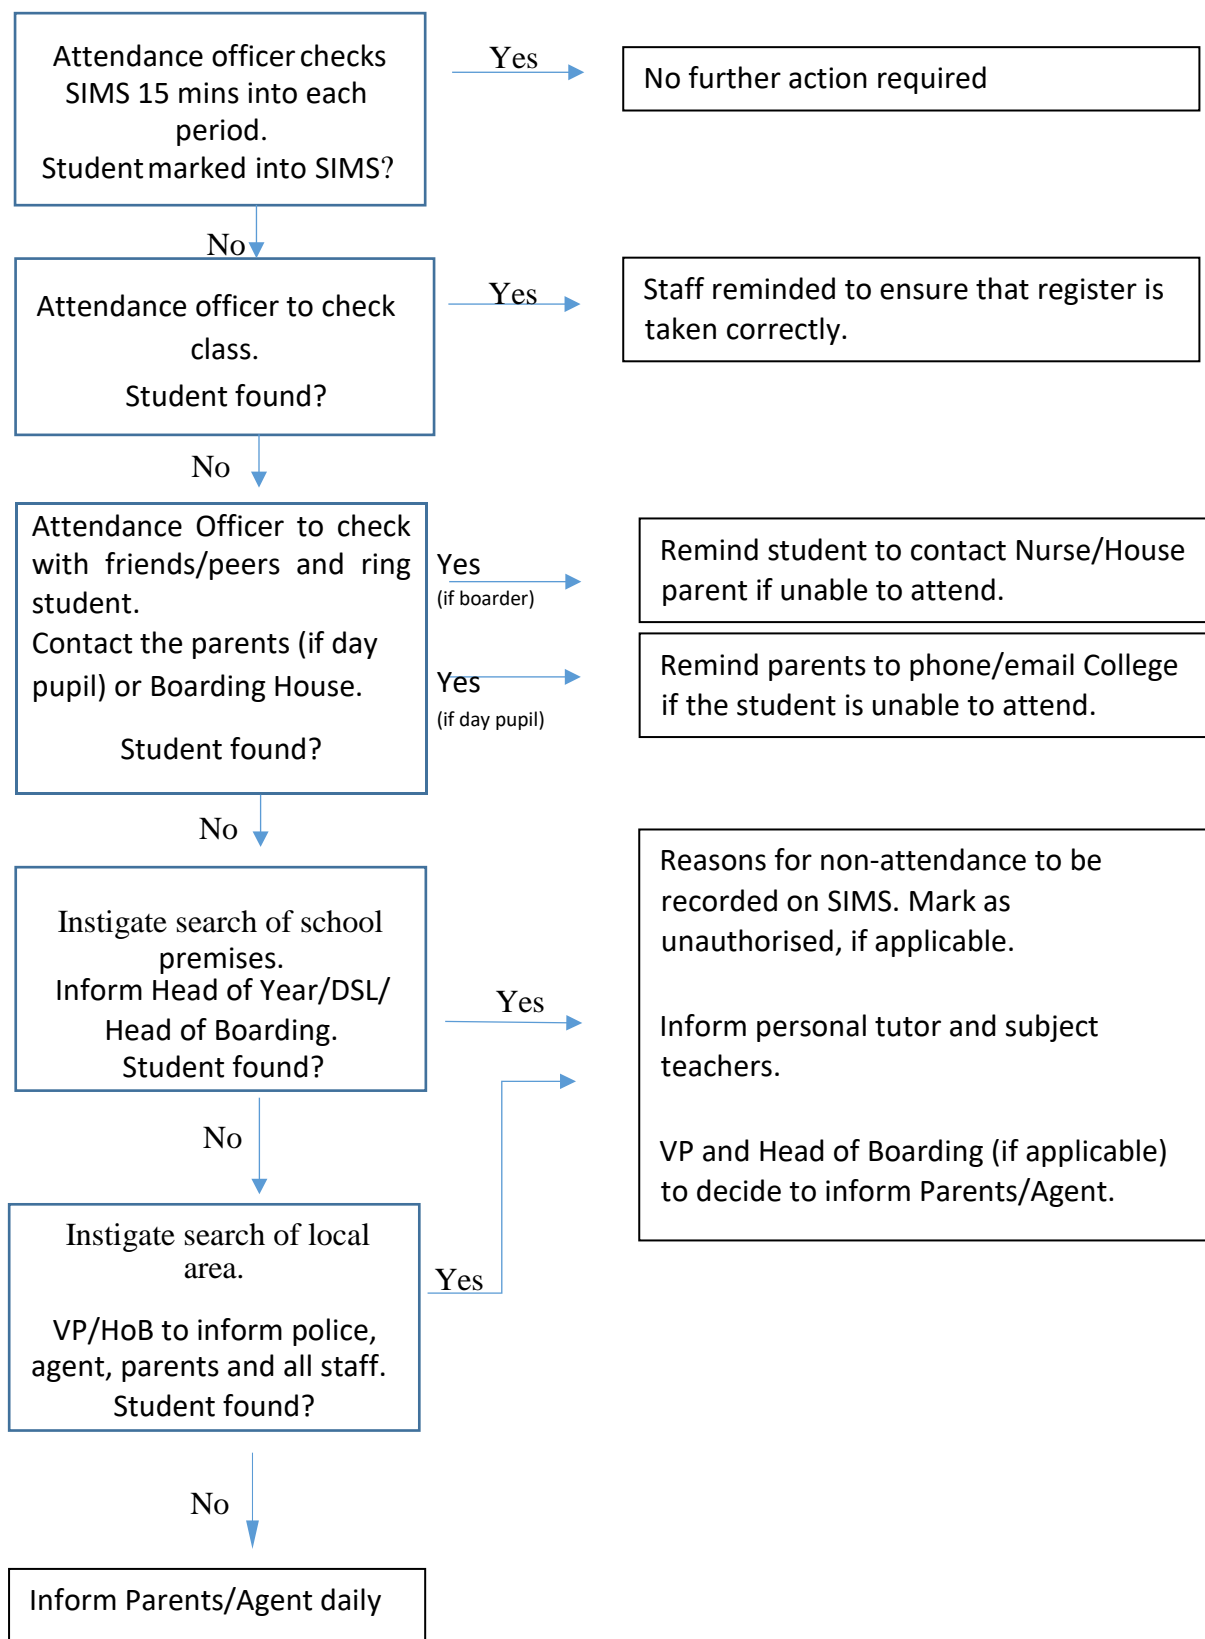 Attendance officer checks
SIMS 15 mins into each
period.
Student marked into SIMS?
Yes
No further action required
No
Attendance officer to check
class.
Student found?
Yes
Staff reminded to ensure that register is
taken correctly.
No
Attendance Officer to check
with friends/peers and ring
student.
Contact the parents (if day
pupil) or Boarding House.
Student found?
Yes
(if boarder)
Remind student to contact Nurse/House
parent if unable to attend.
Yes
(if day pupil)
Remind parents to phone/email College
if the student is unable to attend.
No
Instigate search of school
premises.
Inform Head of Year/DSL/
Head of Boarding.
Student found?
Yes
Reasons for non-attendance to be
recorded on SIMS. Mark as
unauthorised, if applicable.
Inform personal tutor and subject
teachers.
VP and Head of Boarding (if applicable)
to decide to inform Parents/Agent.
No
Instigate search of local
area.
VP/HoB to inform police,
agent, parents and all staff.
Student found?
Yes
No
Inform Parents/Agent daily